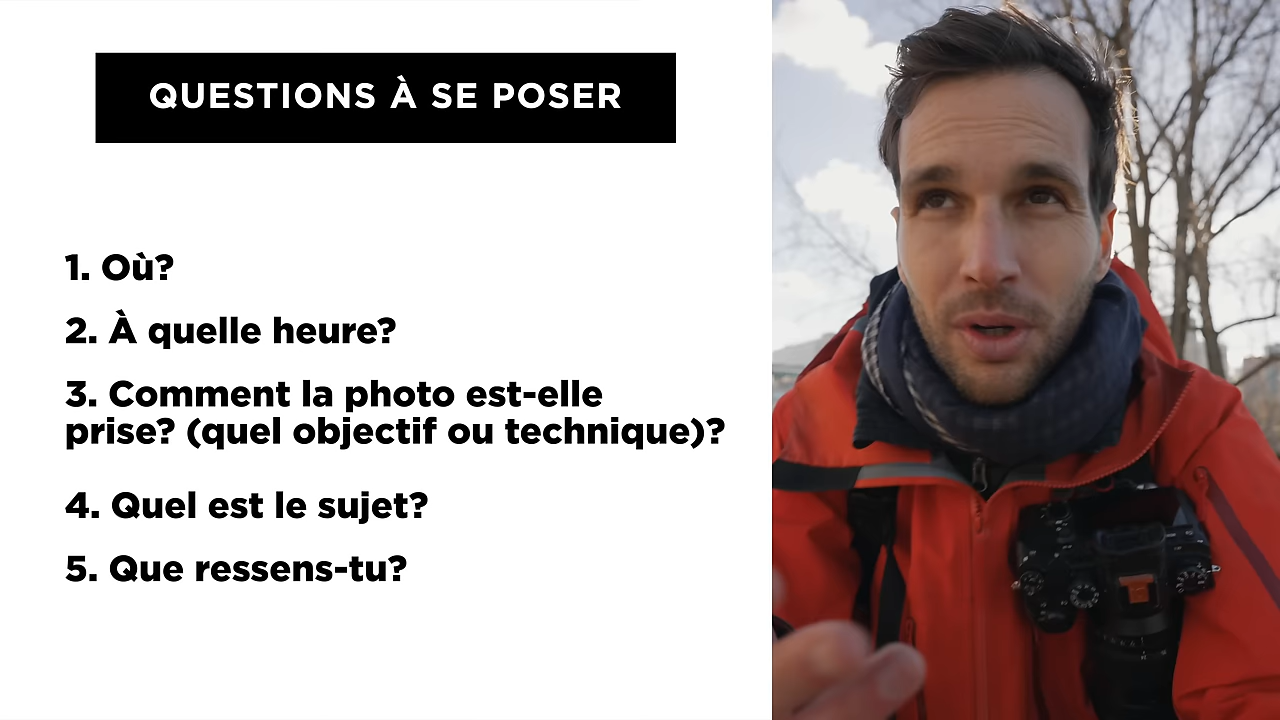 QUESTIONS À SE POSER
1. Où?
2. À quelle heure?
3. Comment la photo est-elle
prise? (quel objectif ou technique)?
4. Quel est le sujet?
5. Que ressens-tu?